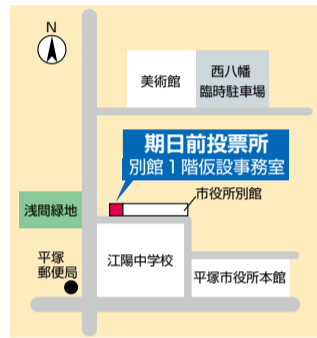 N
美術館
西八幡
臨時駐車場
期日前投票所
別館1階仮設事務室
市役所別館
浅間緑地
江陽中学校
平塚
郵便局
平塚市役所本館